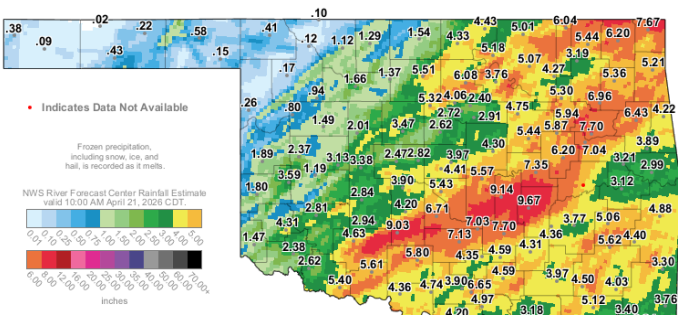 .10
.38 .02 .22 .58 .41 .12 1.12 1.29 1.54 4.33 4.43 5.01 6.04 7.67
.09 .43 .15 5.18 5.44 6.20
.17 1.66 1.37 5.51 6.08 3.76 5.07 4.27 3.19 5.36 5.21
.26 .80 .94 5.32 4.06 2.40 4.75 5.30 6.96
• Indicates Data Not Available
1.49 2.01 3.47 2.72 2.62 2.91 5.44 5.94 5.87 7.70 6.43 4.22
Frozen precipitation,
including snow, ice, and
hail, is recorded as it melts.
1.89 2.37 3.13 3.38 2.47 2.82 3.97 4.30 6.20 7.04 3.21 3.89
3.59 1.19 4.41 5.57 7.35 2.99
1.80 2.84 3.90 5.43 9.14 9.67 3.12
NWS River Forecast Center Rainfall Estimate
valid 10:00 AM April 21, 2026 CDT.
4.31 2.81 2.94 4.20 6.71 7.03 7.70 3.77 5.06 4.88
0.01 0.10 0.25 0.50 0.75 1.00 1.50 2.00 2.50 3.00 4.00 5.00
1.47 2.38 4.63 9.03 7.13 4.31 4.36 5.62 4.40
2.62 5.61 5.80 4.35 4.59 3.30
6.00 8.00 12.00 16.00 20.00 25.00 30.00 35.00 40.00 50.00 60.00 70.00+
5.40 4.36 4.74 3.90 6.65 4.59 3.97 4.50 4.03
inches
4.97 4.20 3.18 5.12 3.40 3.76